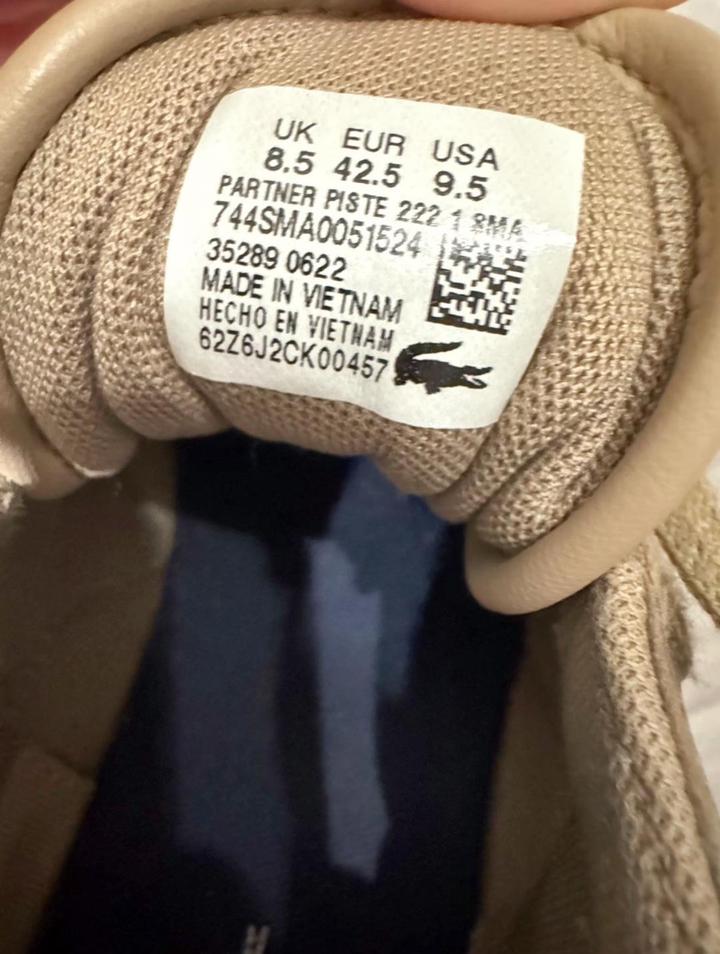 UK EUR USA
8.5 42.5 9.5
PARTNER PISTE 222 1 SMA
744SMA0051524
35289 0622
MADE IN VIETNAM
HECHO EN VIETNAM
62Z6J2CK00457